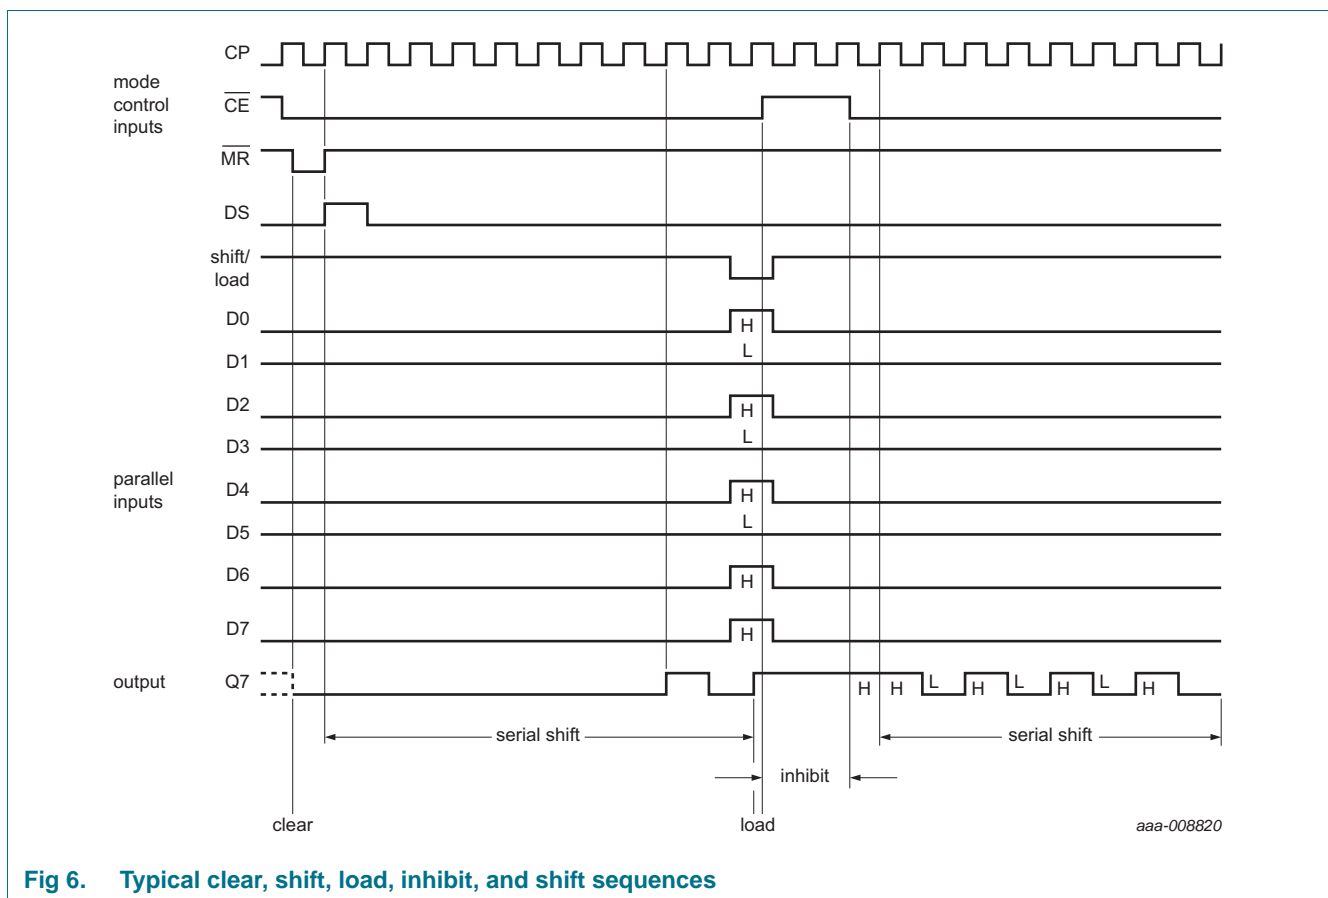 CP
mode
control
inputs
CE
MR
DS
shift/
load
D0
H
D1
L
D2
H
D3
L
parallel
inputs
D4
H
D5
L
D6
H
D7
H
output
Q7
H H L H L H L H
serial shift
serial shift
inhibit
clear
load
aaa-008820
Fig 6. Typical clear, shift, load, inhibit, and shift sequences